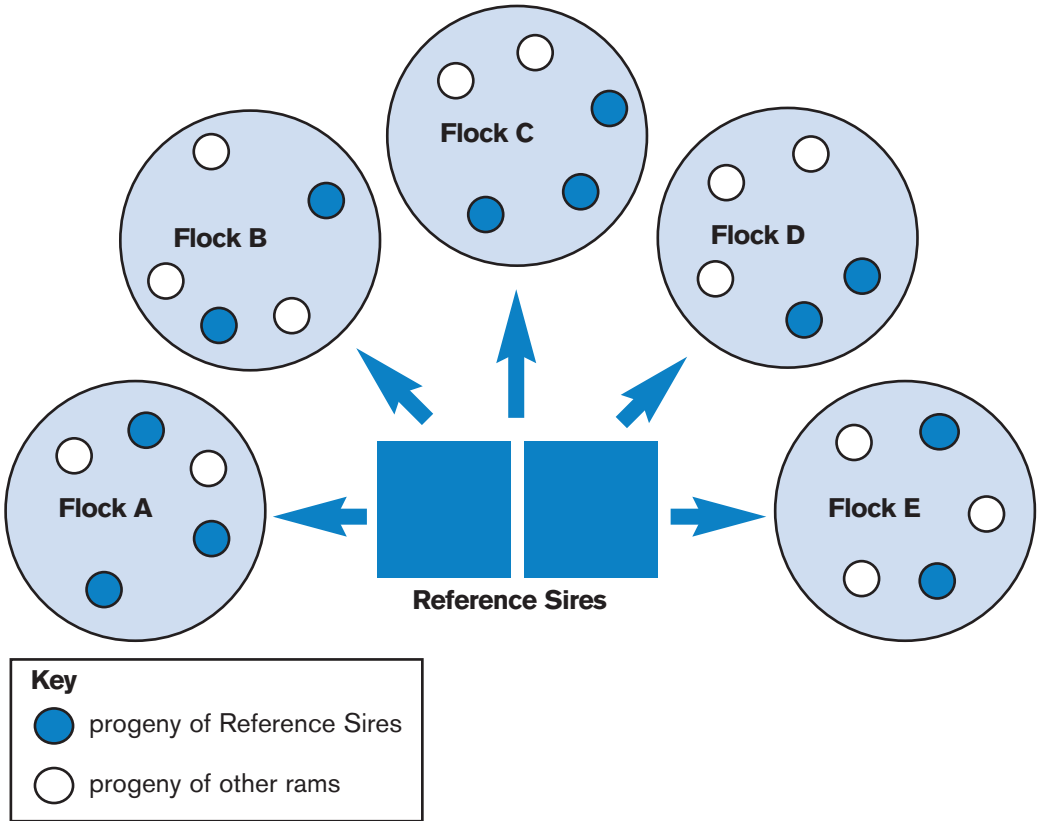 Flock C
Flock B
Flock D
Flock A
Flock E
Reference Sires
Key
progeny of Reference Sires
progeny of other rams